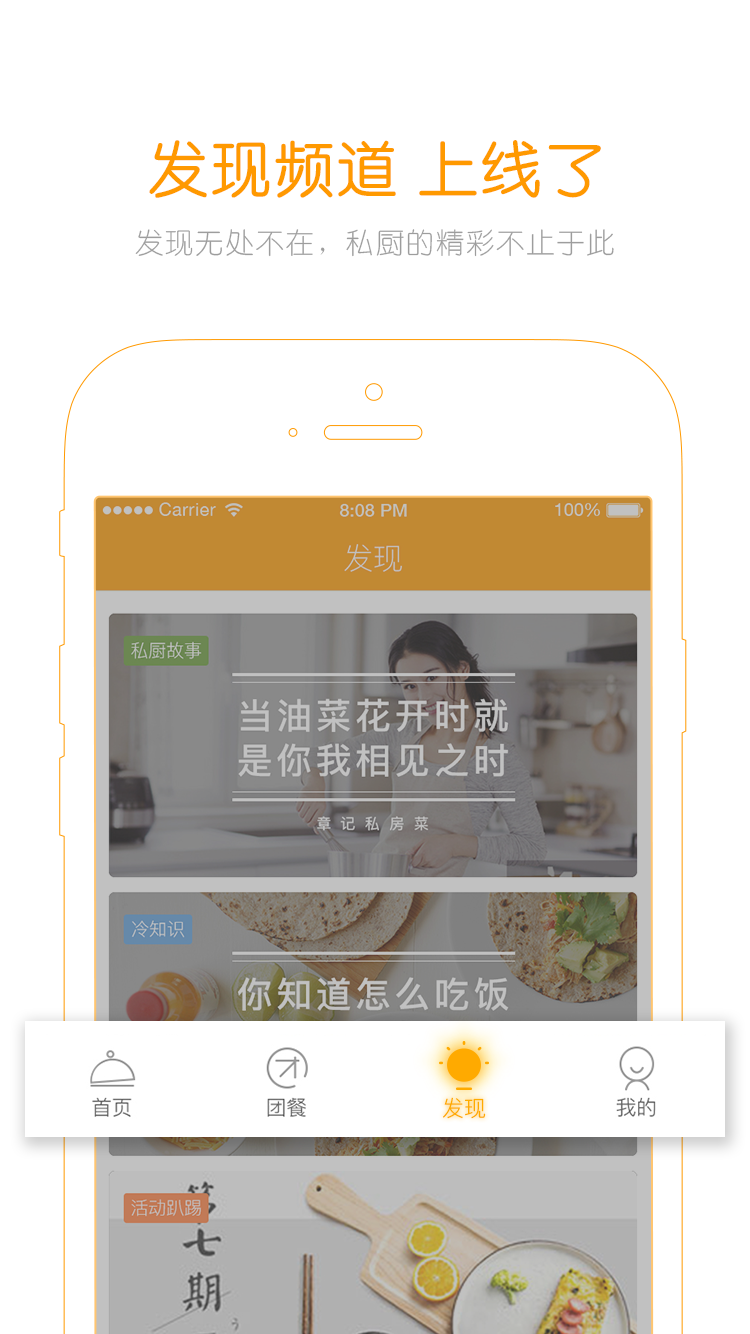 发现频道 上线了
发现无处不在，私厨的精彩不止于此
Carrier 8:08 PM 100%
发现
私厨故事
当油菜花开时就
是你我相见之时
章记私房菜
冷知识
你知道怎么吃饭
首页 团餐 发现 我的
活动趴踢
第七期